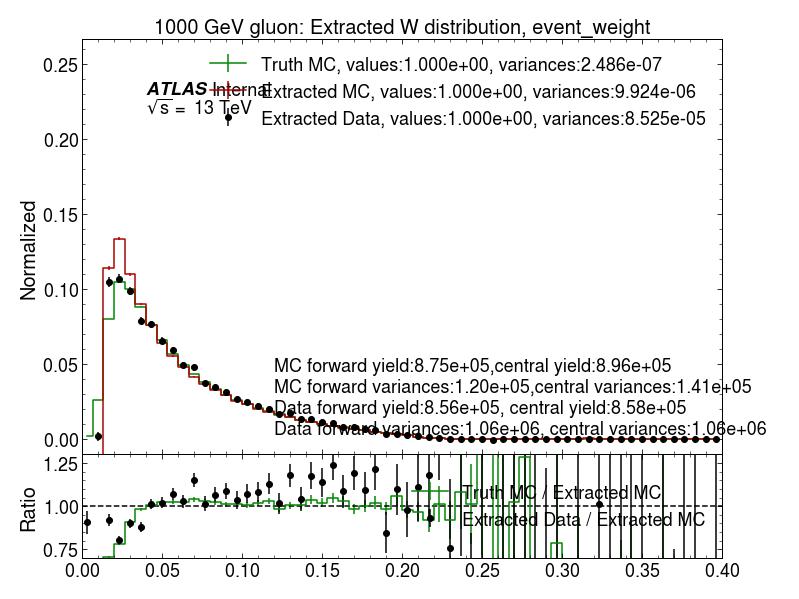 1000 GeV gluon: Extracted W distribution, event_weight
Truth MC, values:1.000e+00, variances:2.486e-07
ATLAS Internal
Extracted MC, values:1.000e+00, variances:9.924e-06
√s = 13 TeV
Extracted Data, values:1.000e+00, variances:8.525e-05
Normalized
0.25
0.20
0.15
0.10
0.05
0.00
MC forward yield:8.75e+05,central yield:8.96e+05
MC forward variances:1.20e+05,central variances:1.41e+05
Data forward yield:8.56e+05, central yield:8.58e+05
Data forward variances:1.06e+06, central variances:1.06e+06
Ratio
1.25
1.00
0.75
Truth MC / Extracted MC
Extracted Data / Extracted MC
0.00 0.05 0.10 0.15 0.20 0.25 0.30 0.35 0.40